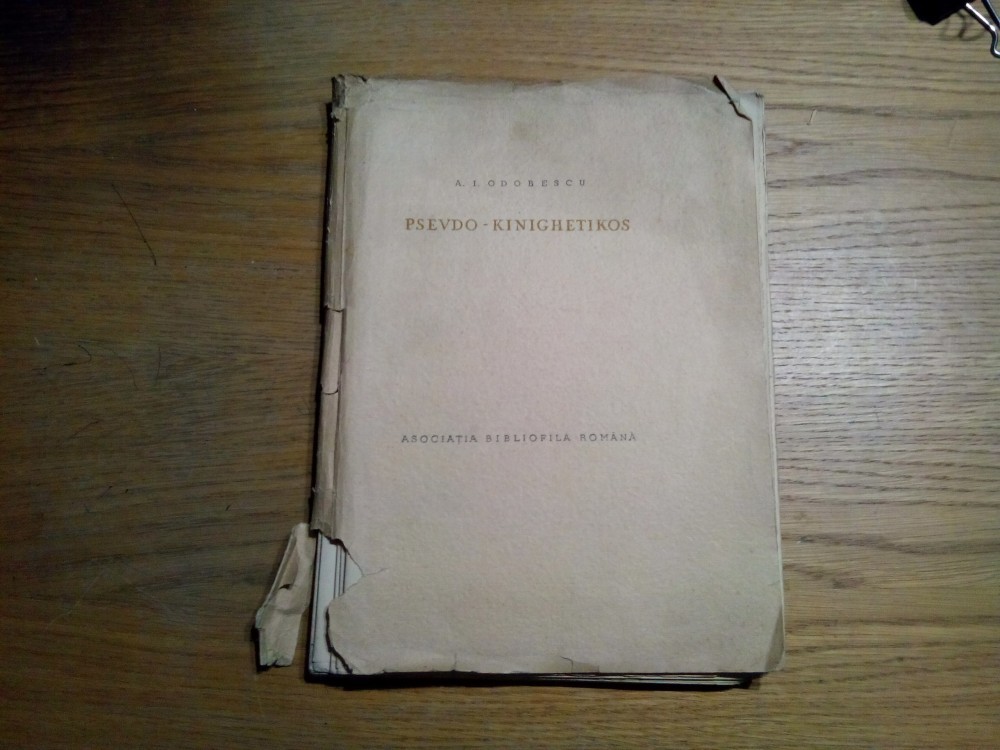 A. I. ODOBESCU
PSEVDO-KINIGHETIKOS
ASOCIAȚIA BIBLIOFILĂ ROMÂNĂ